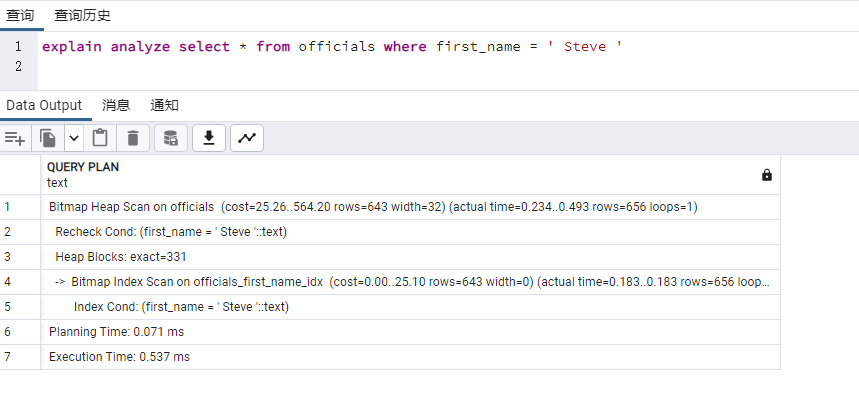 查询 查询历史
1 explain analyze select * from officials where first_name = ' Steve '
2
Data Output 消息 通知
QUERY PLAN
text
1 Bitmap Heap Scan on officials (cost=25.26..564.20 rows=643 width=32) (actual time=0.234..0.493 rows=656 loops=1)
2 Recheck Cond: (first_name = ' Steve '::text)
3 Heap Blocks: exact=331
4 -> Bitmap Index Scan on officials_first_name_idx (cost=0.00..25.10 rows=643 width=0) (actual time=0.183..0.183 rows=656 loop...
5 Index Cond: (first_name = ' Steve '::text)
6 Planning Time: 0.071 ms
7 Execution Time: 0.537 ms